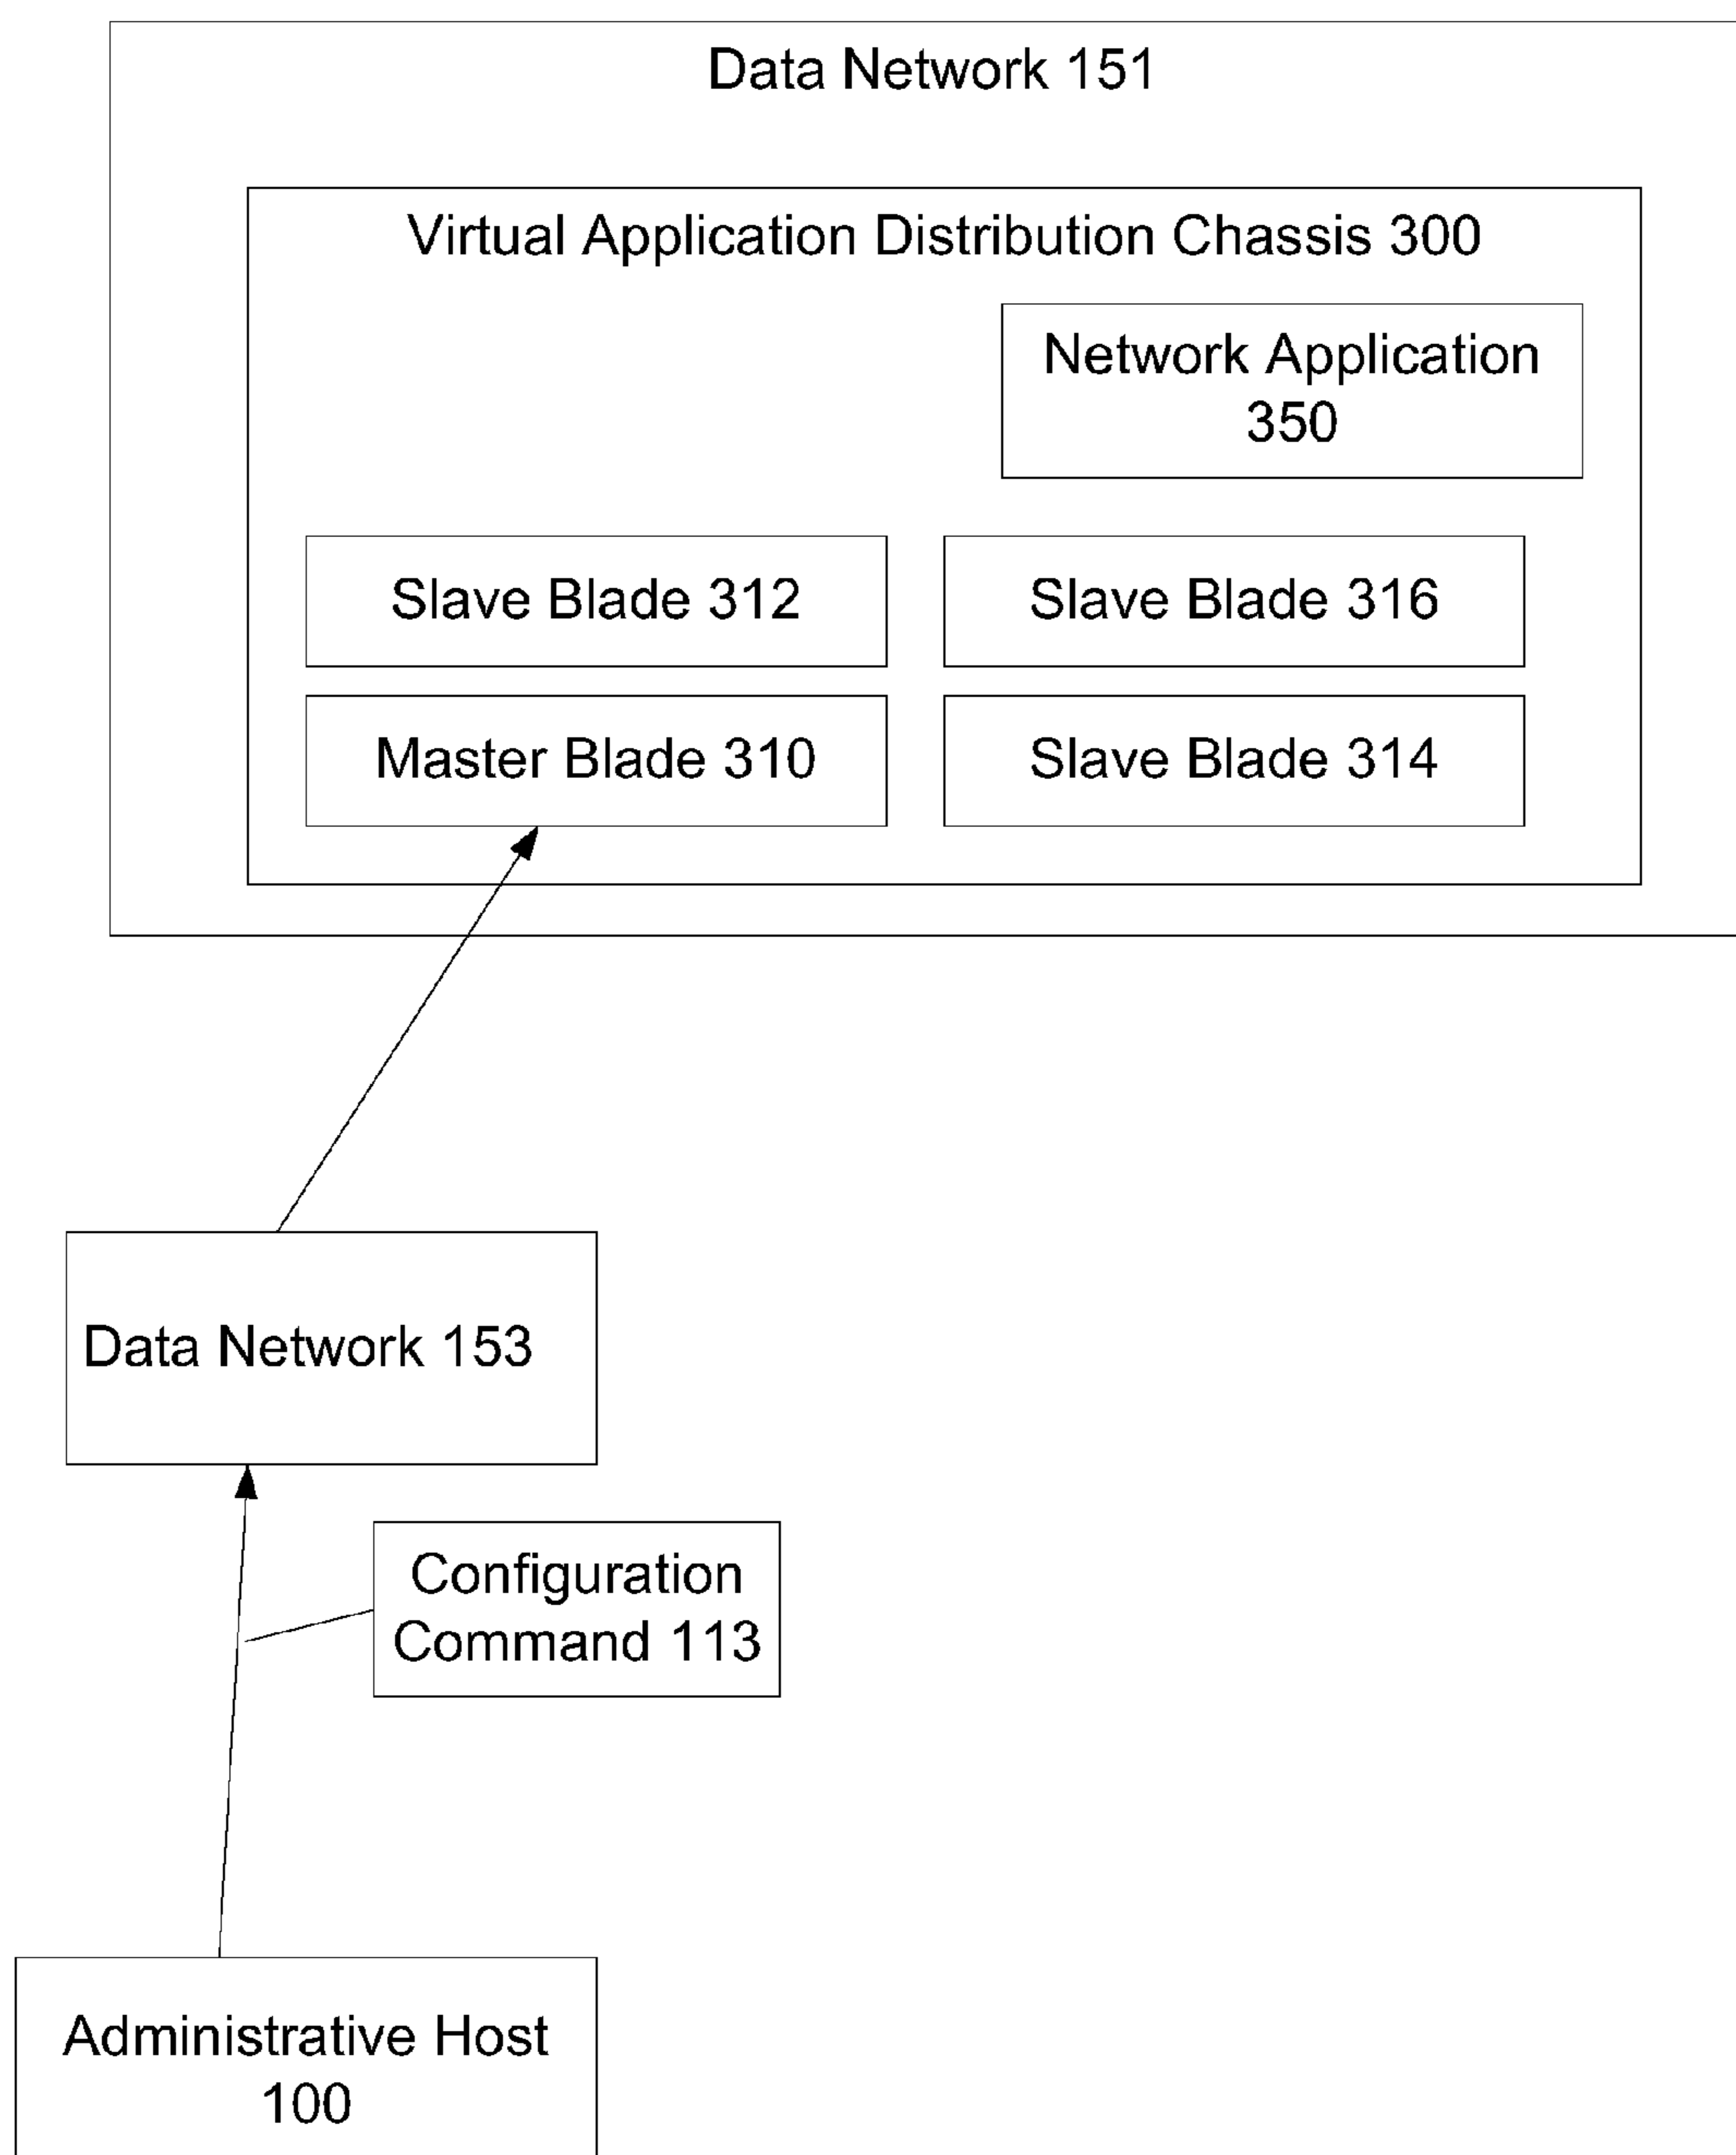 Data Network 151
Virtual Application Distribution Chassis 300
Network Application
350
Slave Blade 312
Slave Blade 316
Master Blade 310
Slave Blade 314
Data Network 153
Configuration
Command 113
Administrative Host
100